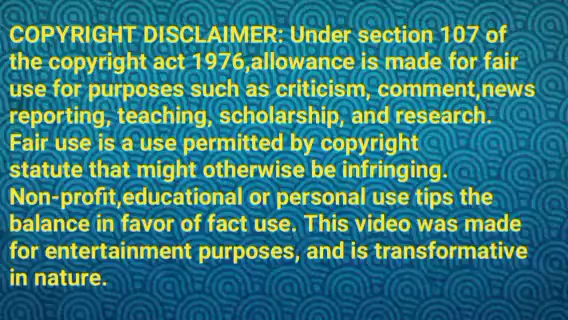 COPYRIGHT DISCLAIMER: Under section 107 of
the copyright act 1976,allowance is made for fair
use for purposes such as criticism, comment,news
reporting, teaching, scholarship, and research.
Fair use is a use permitted by copyright
statute that might otherwise be infringing.
Non-profit,educational or personal use tips the
balance in favor of fact use. This video was made
for entertainment purposes, and is transformative
in nature.